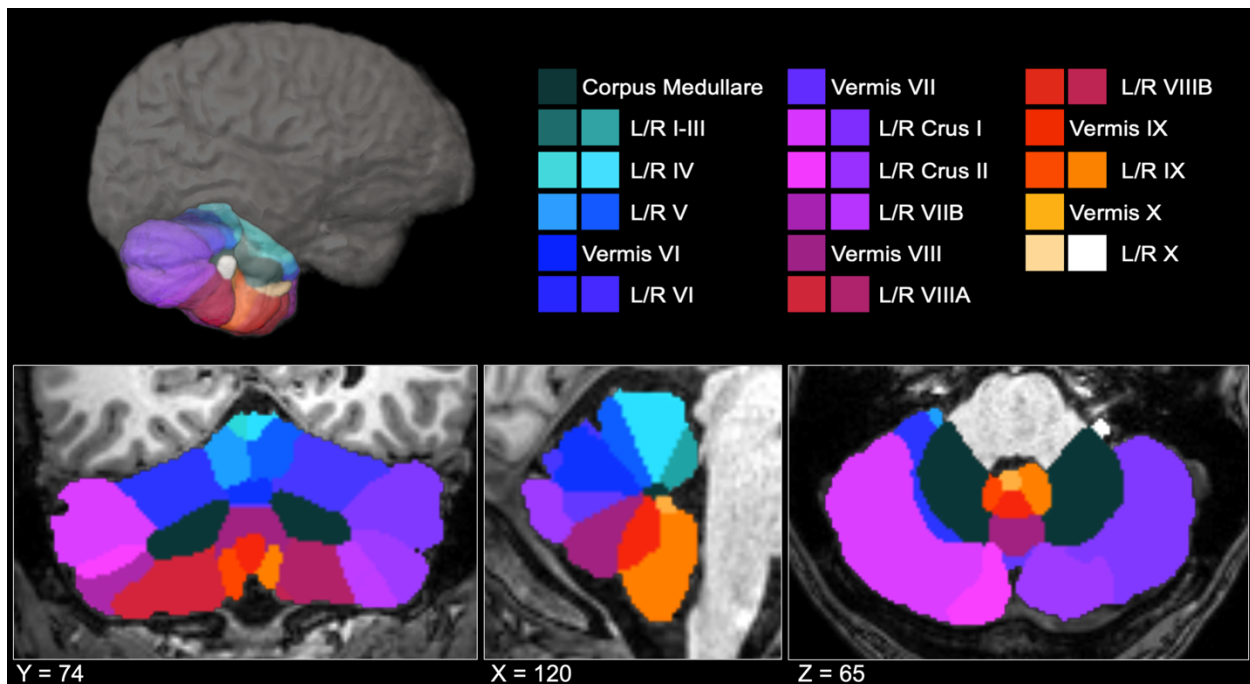 Corpus Medullare
L/R I-III
L/R IV
L/R V
Vermis VI
L/R VI
Vermis VII
L/R Crus I
L/R Crus II
L/R VIIB
Vermis VIII
L/R VIIIA
L/R VIIIB
Vermis IX
L/R IX
Vermis X
L/R X
Y = 74
X = 120
Z = 65